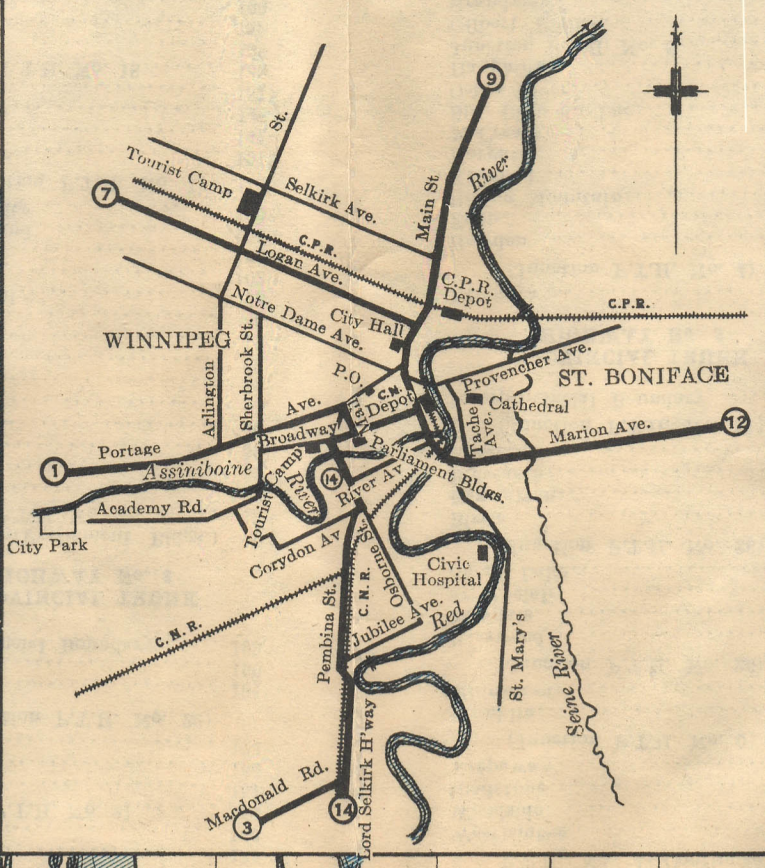 N
9
St.
River
Tourist Camp
Selkirk Ave.
7
Main St
C.P.R.
Logan Ave.
C.P.R.
Depot
C.P.R.
Notre Dame Ave.
City Hall
WINNIPEG
Provencher Ave.
P.O.
ST. BONIFACE
Arlington
Sherbrook St.
Ave.
Mall
C.N.
Depot
Cathedral
Tache
Ave.
Broadway
Marion Ave.
12
1
Portage
Assiniboine
Tourist Camp
River
14
River Av
Parliament Bldgs.
Academy Rd.
City Park
Corydon Av
Osborne St.
Civic
Hospital
C.N.R.
C.N.R.
Pembina St.
Jubilee Ave.
Red
St. Mary's
Seine River
Macdonald Rd.
3
14
Lord Selkirk H'way